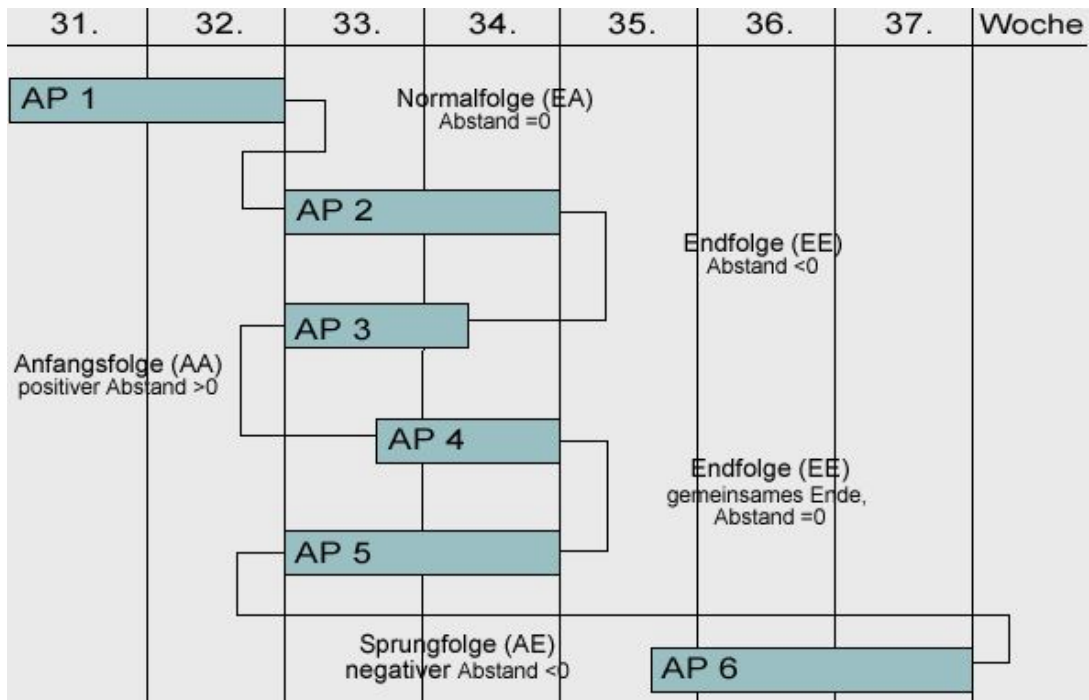 31. 32. 33. 34. 35. 36. 37. Woche
AP 1
Normalfolge (EA)
Abstand =0
AP 2
Endfolge (EE)
Abstand <0
AP 3
Anfangsfolge (AA)
positiver Abstand >0
AP 4
Endfolge (EE)
gemeinsames Ende,
Abstand =0
AP 5
Sprungfolge (AE)
negativer Abstand <0
AP 6